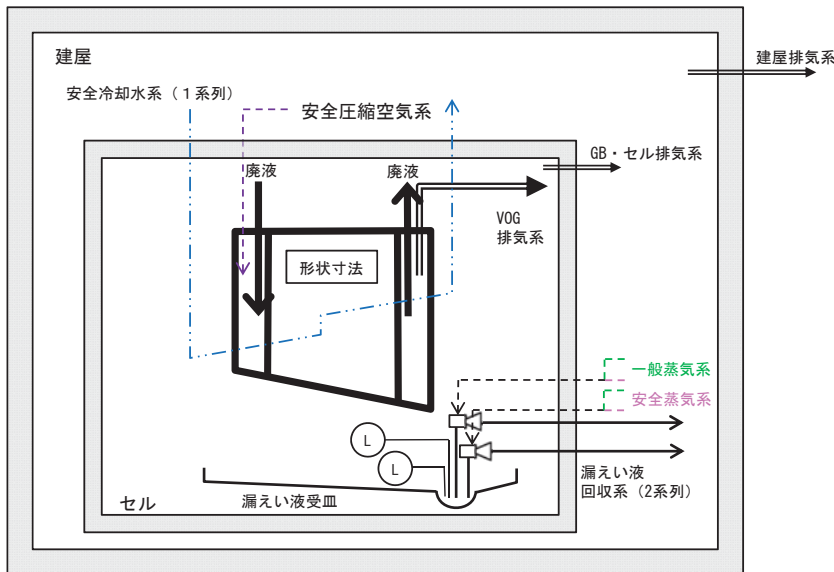 建屋
建屋排気系
安全冷却水系（１系列）
安全圧縮空気系
GB・セル排気系
廃液
廃液
VOG
排気系
形状寸法
一般蒸気系
安全蒸気系
L
L
漏えい液
回収系（2系列）
漏えい液受皿
セル